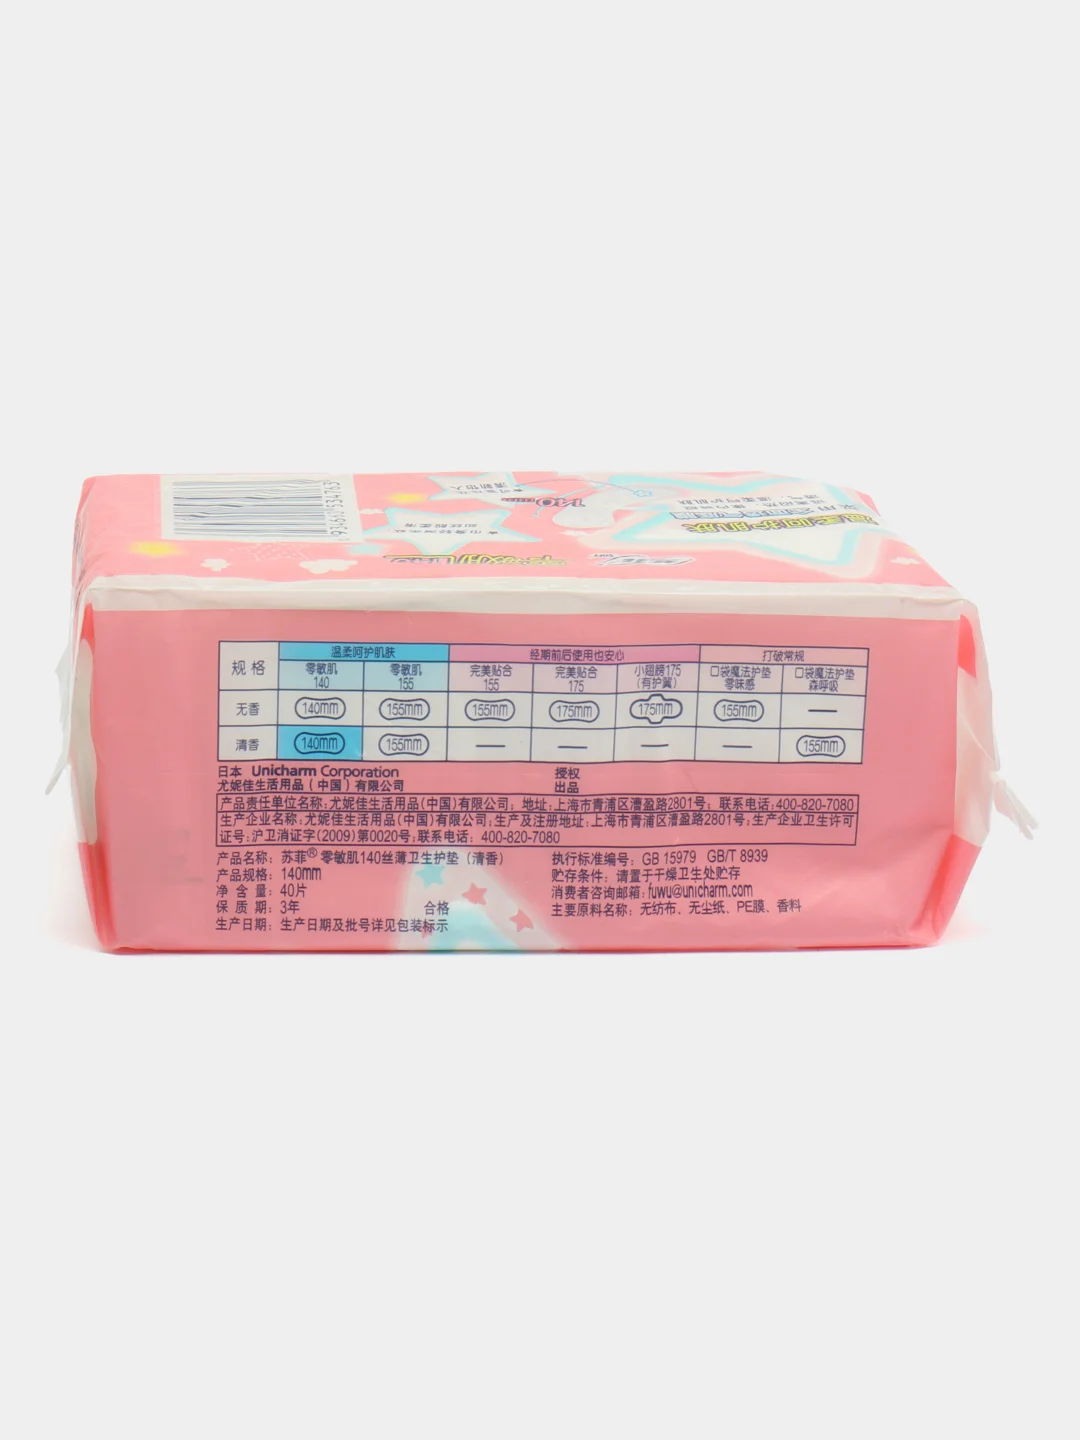 规格 温柔呵护肌肤 经期前后使用也安心 打破常规
零敏肌 140 零敏肌 155 完美贴合 155 完美贴合 175 小翅膀175 (有护翼) 口袋魔法护垫 零味感 口袋魔法护垫 森呼吸
无香 140mm 155mm 155mm 175mm 175mm 155mm —
清香 140mm 155mm — — — — 155mm
日本 Unicharm Corporation 授权
尤妮佳生活用品(中国)有限公司 出品
产品责任单位名称:尤妮佳生活用品(中国)有限公司;地址:上海市青浦区漕盈路2801号;联系电话:400-820-7080
生产企业名称:尤妮佳生活用品(中国)有限公司;生产及注册地址:上海市青浦区漕盈路2801号;生产企业卫生许可
证号:沪卫消证字(2009)第0020号;联系电话:400-820-7080
产品名称:苏菲® 零敏肌140丝薄卫生护垫(清香) 执行标准编号:GB 15979 GB/T 8939
产品规格:140mm 贮存条件:请置于干燥卫生处贮存
净含量:40片 消费者咨询邮箱:fuwu@unicharm.com
保质期:3年 合格 主要原料名称:无纺布、无尘纸、PE膜、香料
生产日期:生产日期及批号详见包装标示
140mm
温柔呵护肌肤